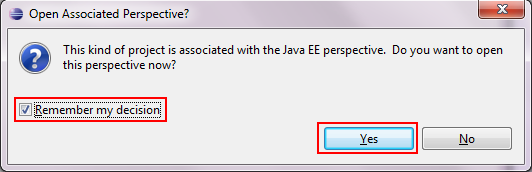 Open Associated Perspective?
This kind of project is associated with the Java EE perspective.  Do you want to open
this perspective now?
Remember my decision
Yes
No